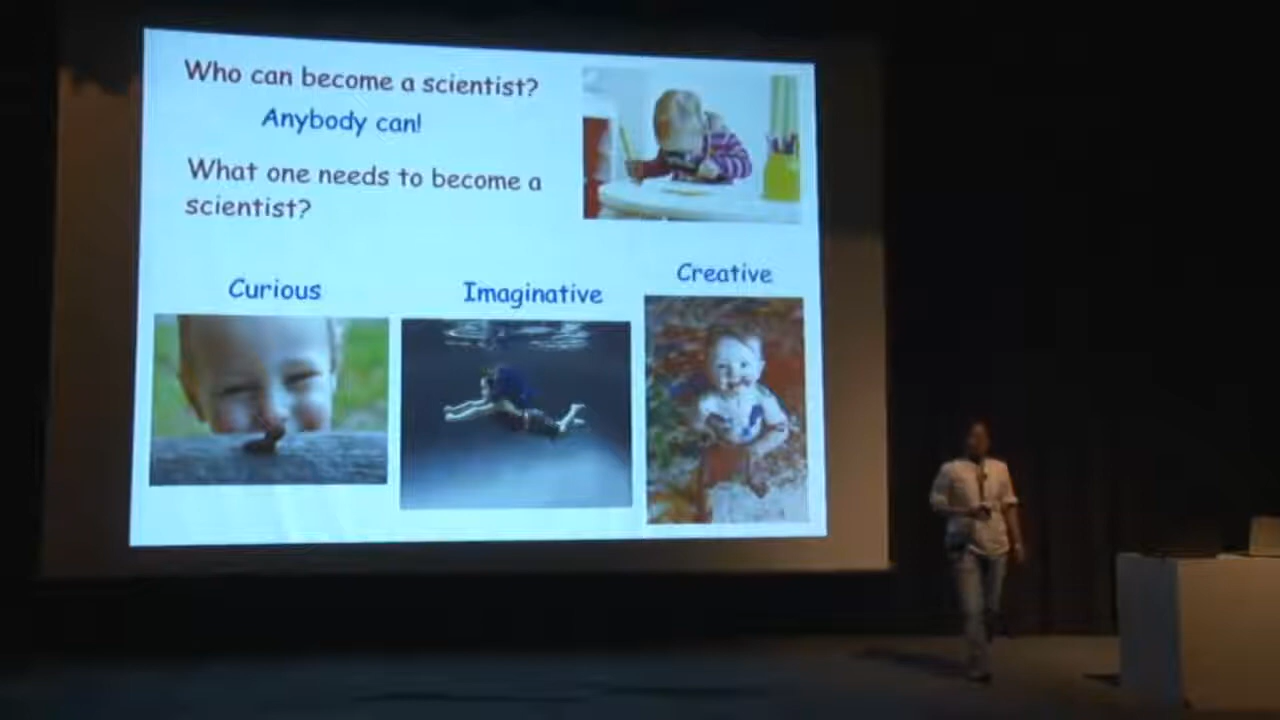 Who can become a scientist?
Anybody can!
What one needs to become a
scientist?
Curious
Imaginative
Creative